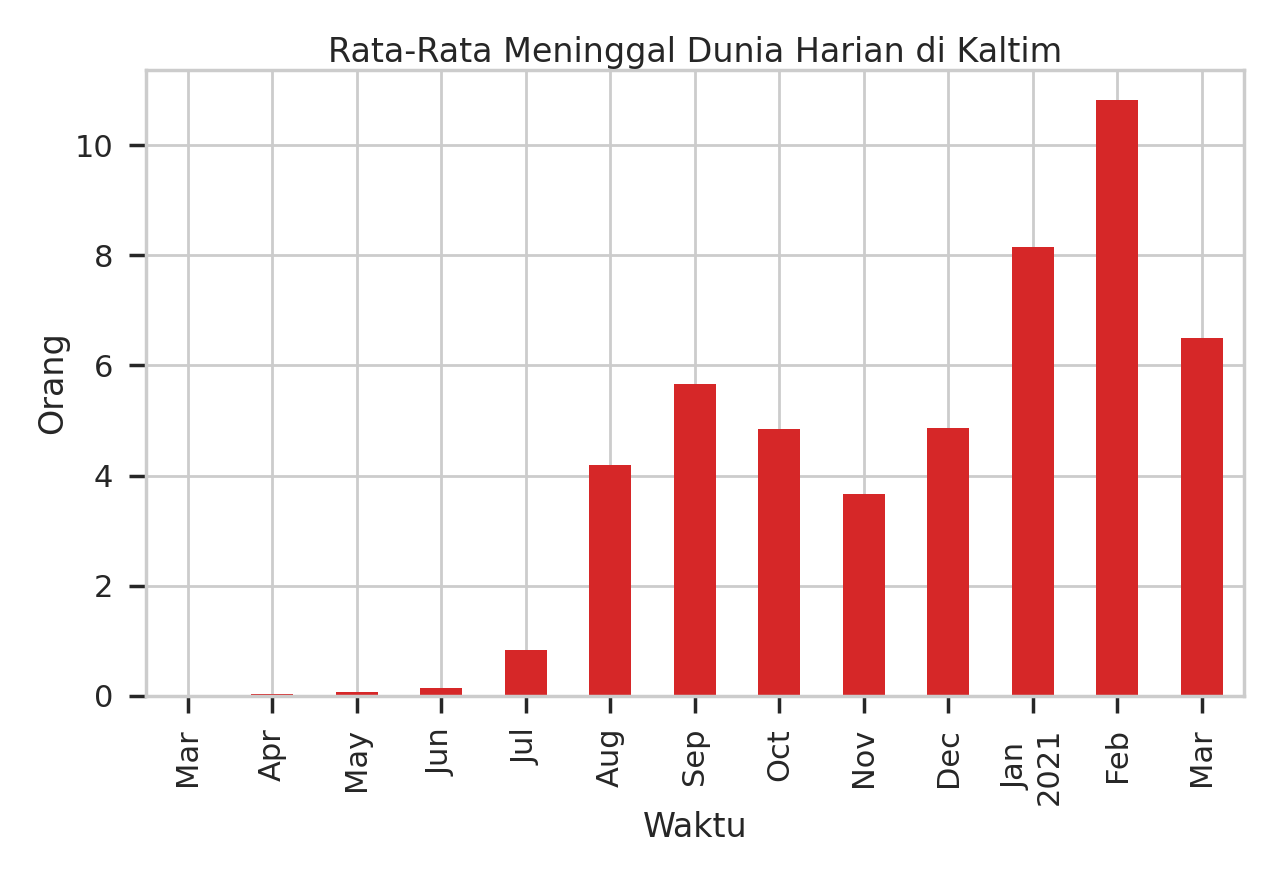 Rata-Rata Meninggal Dunia Harian di Kaltim
Orang
10
8
6
4
2
0
Mar
Apr
May
Jun
Jul
Aug
Sep
Oct
Nov
Dec
Jan
2021
Feb
Mar
Waktu